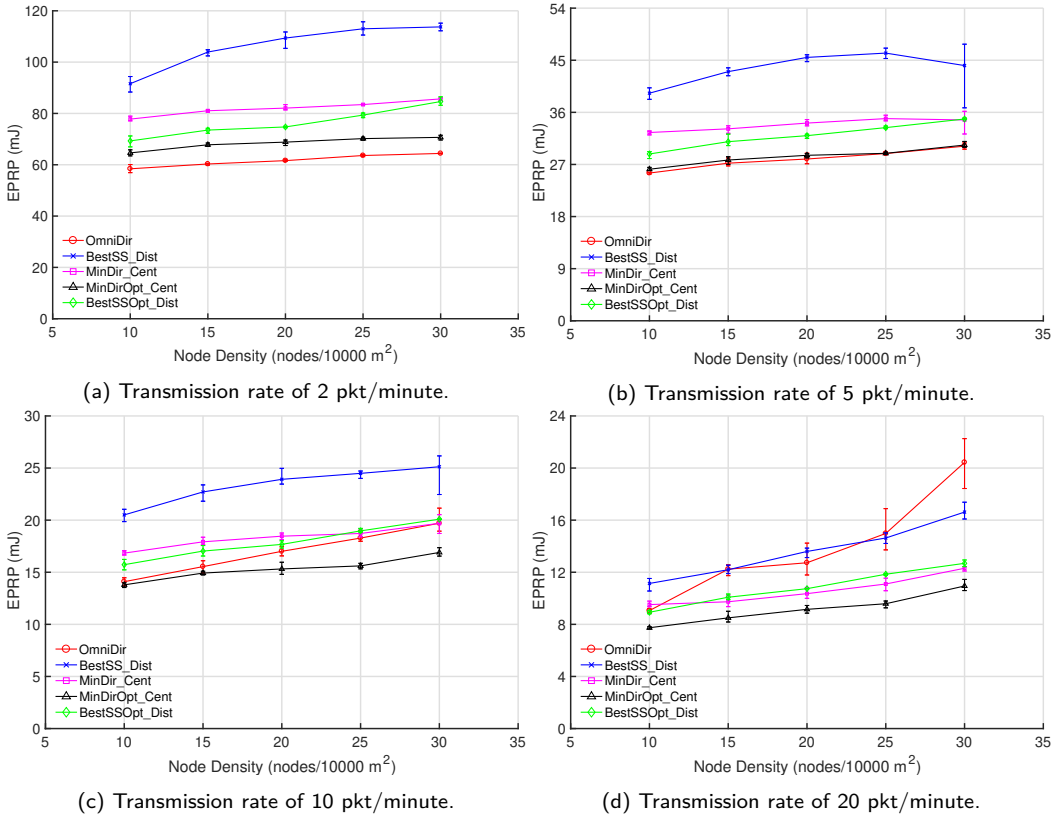 120
100
80
60
40
20
0
EPRP (mJ)
OmniDir
BestSS_Dist
MinDir_Cent
MinDirOpt_Cent
BestSSOpt_Dist
5 10 15 20 25 30 35
Node Density (nodes/10000 m²)
(a) Transmission rate of 2 pkt/minute.
54
45
36
27
18
9
0
EPRP (mJ)
OmniDir
BestSS_Dist
MinDir_Cent
MinDirOpt_Cent
BestSSOpt_Dist
5 10 15 20 25 30 35
Node Density (nodes/10000 m²)
(b) Transmission rate of 5 pkt/minute.
30
25
20
15
10
5
0
EPRP (mJ)
OmniDir
BestSS_Dist
MinDir_Cent
MinDirOpt_Cent
BestSSOpt_Dist
5 10 15 20 25 30 35
Node Density (nodes/10000 m²)
(c) Transmission rate of 10 pkt/minute.
24
20
16
12
8
4
0
EPRP (mJ)
OmniDir
BestSS_Dist
MinDir_Cent
MinDirOpt_Cent
BestSSOpt_Dist
5 10 15 20 25 30 35
Node Density (nodes/10000 m²)
(d) Transmission rate of 20 pkt/minute.